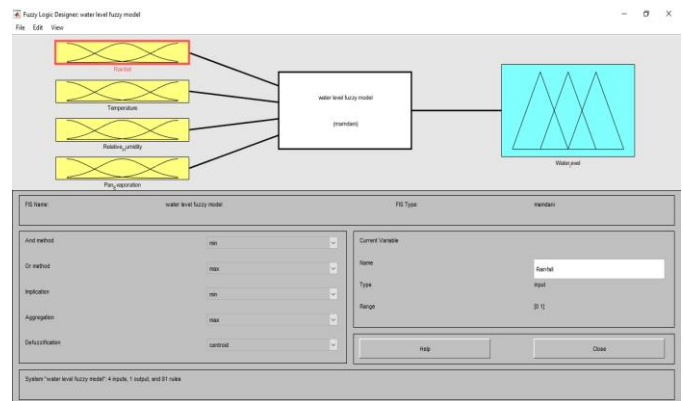 Fuzzy Logic Designer: water level fuzzy model
File Edit View
Rainfall
Temperature
Relative_humidity
Pan_evaporation
water level fuzzy model
(mamdani)
Water_level
FIS Name: water level fuzzy model FIS Type: mamdani
And method min
Or method max
Implication min
Aggregation max
Defuzzification centroid
Current Variable
Name Rainfall
Type input
Range [0 1]
Help Close
System "water level fuzzy model": 4 inputs, 1 output, and 81 rules